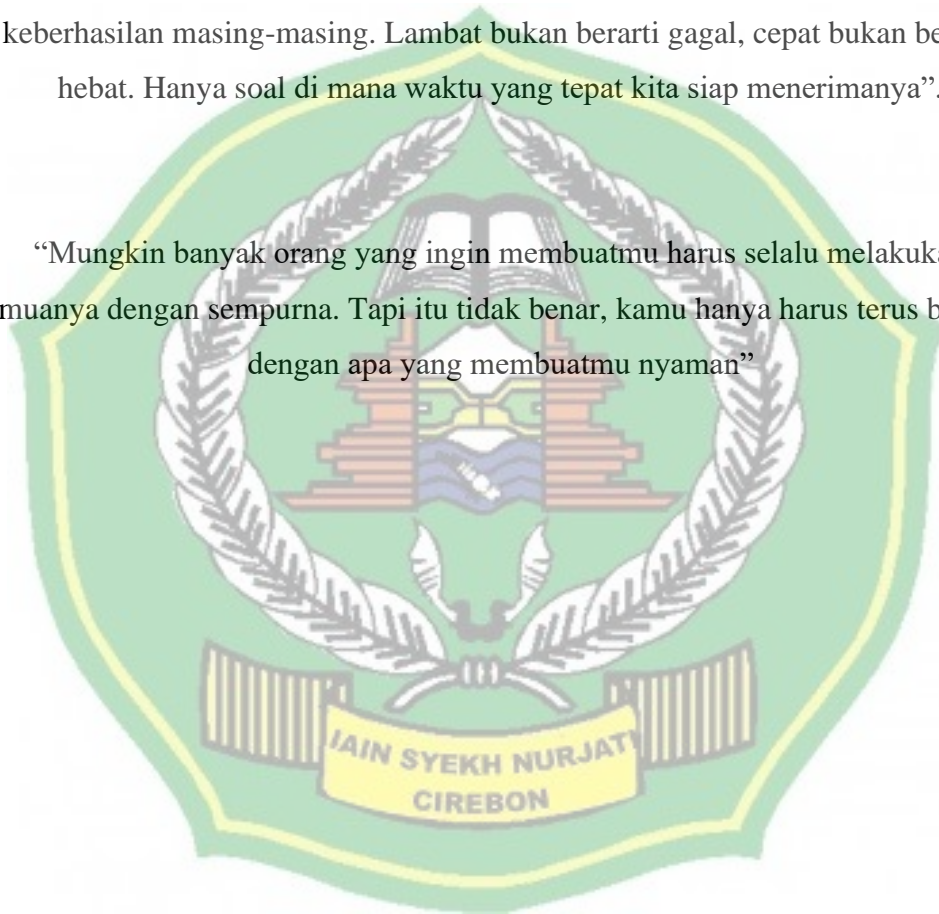 keberhasilan masing-masing. Lambat bukan berarti gagal, cepat bukan be
hebat. Hanya soal di mana waktu yang tepat kita siap menerimanya”.
“Mungkin banyak orang yang ingin membuatmu harus selalu melakuka
muanya dengan sempurna. Tapi itu tidak benar, kamu hanya harus terus b
dengan apa yang membuatmu nyaman”
IAIN SYEKH NURJATI
CIREBON